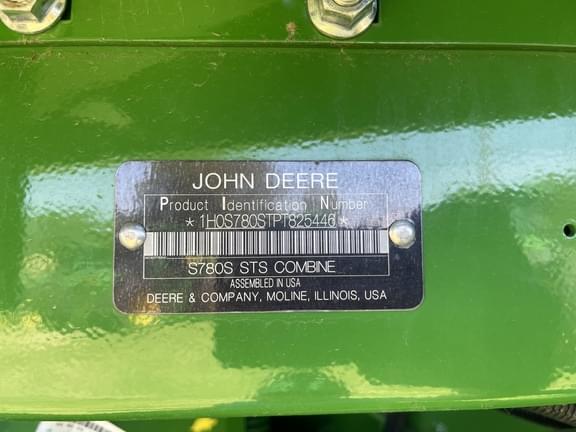 JOHN DEERE
Product Identification Number
*1H0S780STPT825446*
S780S STS COMBINE
ASSEMBLED IN USA
DEERE & COMPANY, MOLINE, ILLINOIS, USA